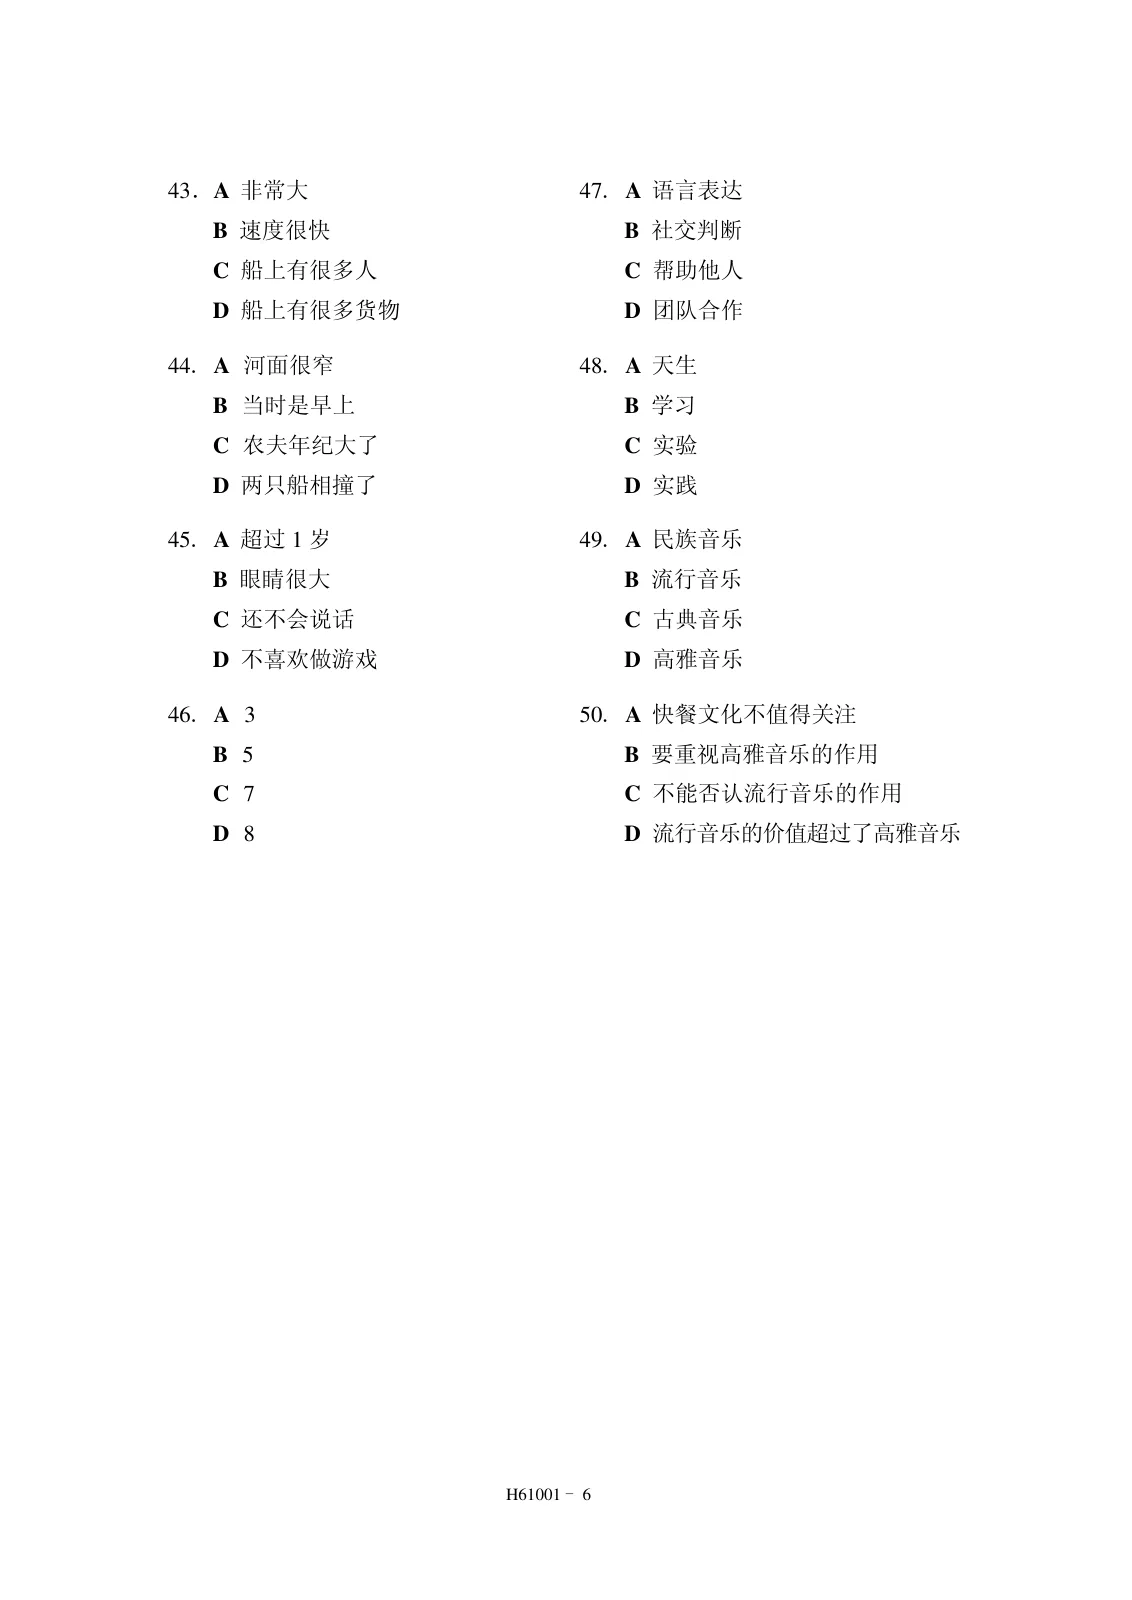 43. A 非常大
B 速度很快
C 船上有很多人
D 船上有很多货物
44. A 河面很窄
B 当时是早上
C 农夫年纪大了
D 两只船相撞了
45. A 超过 1 岁
B 眼睛很大
C 还不会说话
D 不喜欢做游戏
46. A 3
B 5
C 7
D 8
47. A 语言表达
B 社交判断
C 帮助他人
D 团队合作
48. A 天生
B 学习
C 实验
D 实践
49. A 民族音乐
B 流行音乐
C 古典音乐
D 高雅音乐
50. A 快餐文化不值得关注
B 要重视高雅音乐的作用
C 不能否认流行音乐的作用
D 流行音乐的价值超过了高雅音乐
H61001 – 6